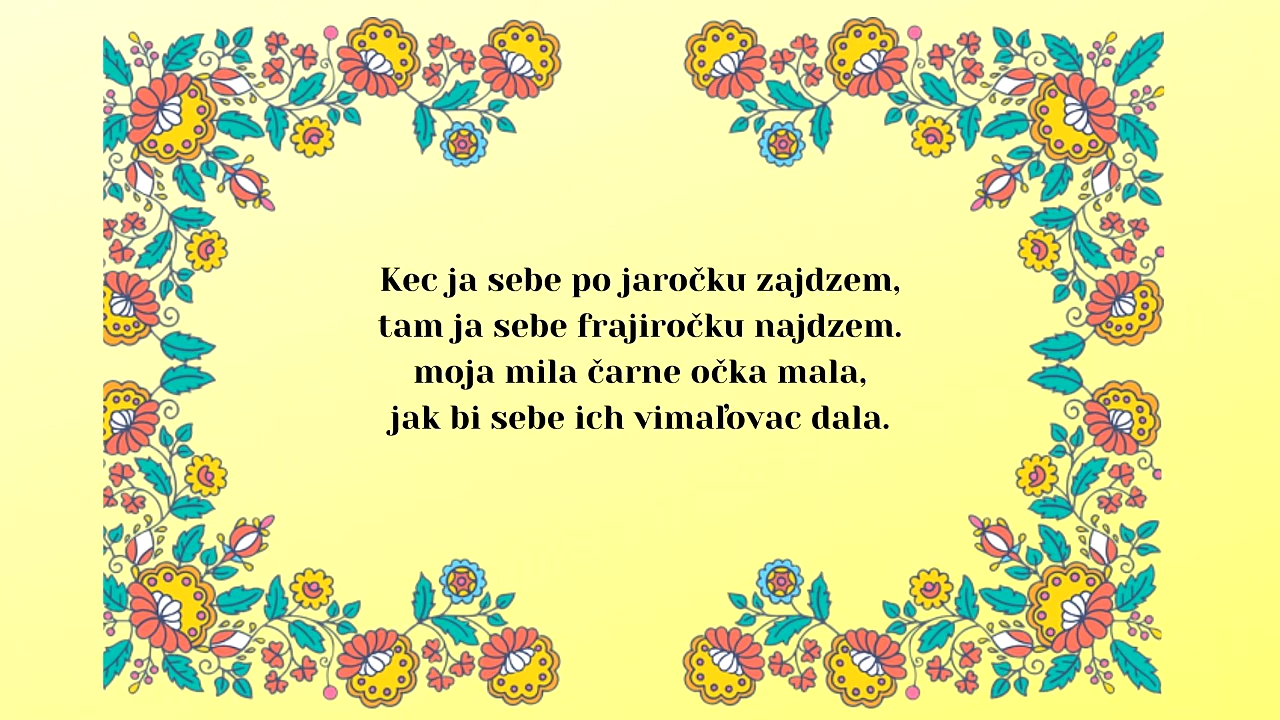 Kec ja sebe po jaročku zajdzem,
tam ja sebe frajiročku najdzem.
moja mila čarne očka mala,
jak bi sebe ich vimaľovac dala.